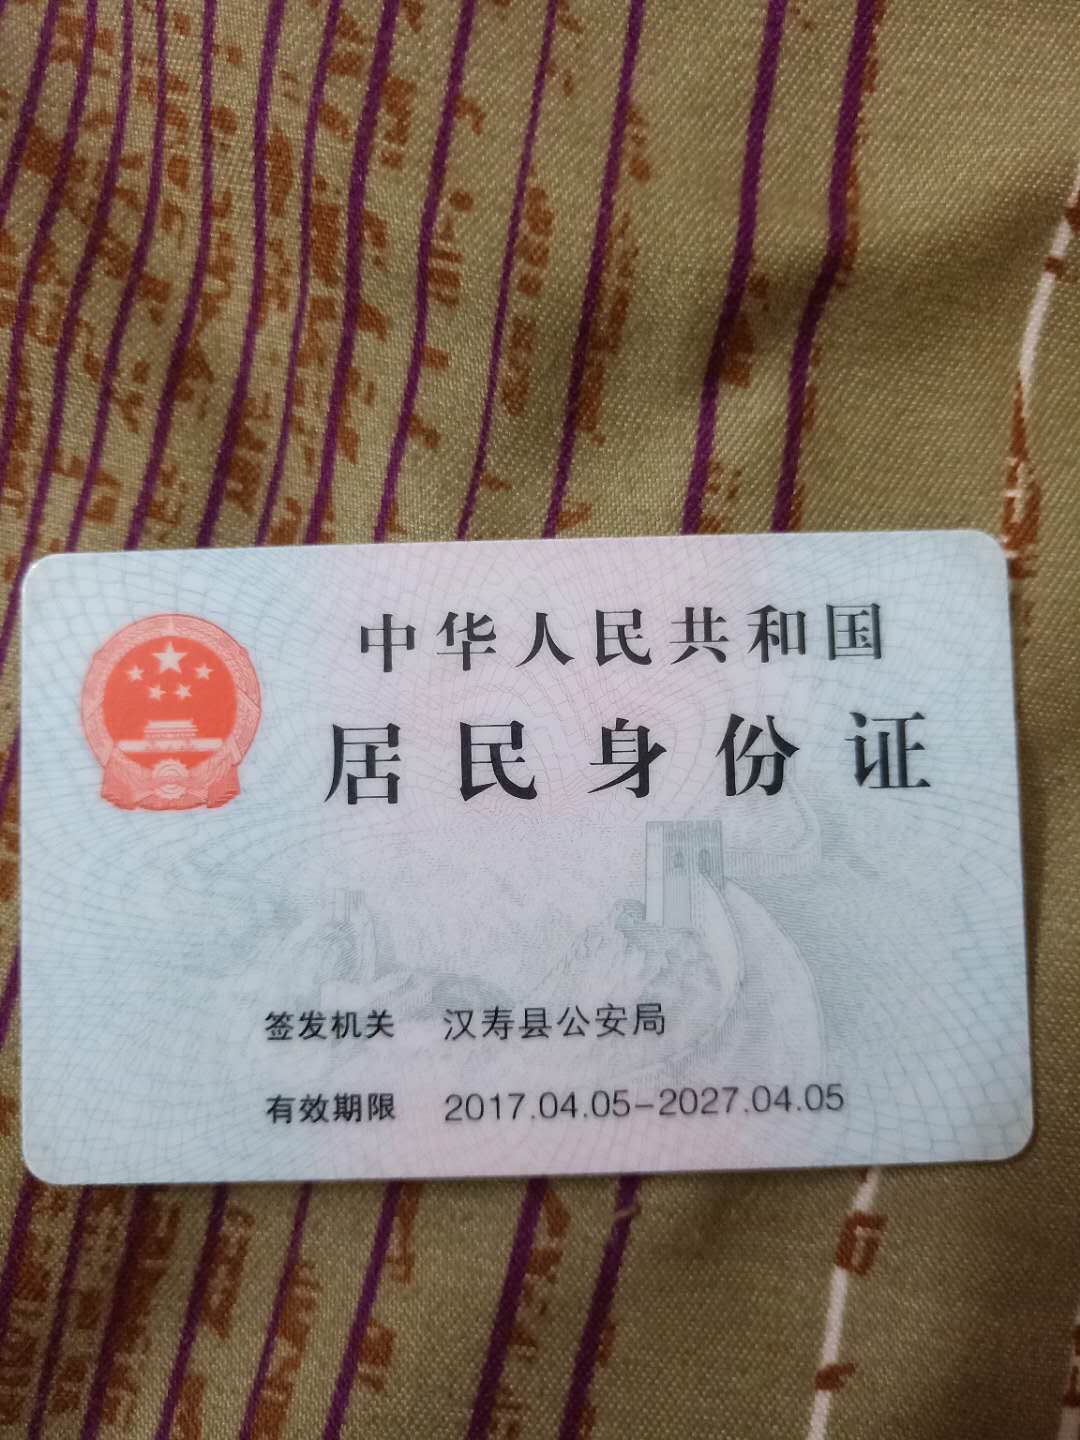 中华人民共和国
居民身份证
签发机关 汉寿县公安局
有效期限 2017.04.05-2027.04.05